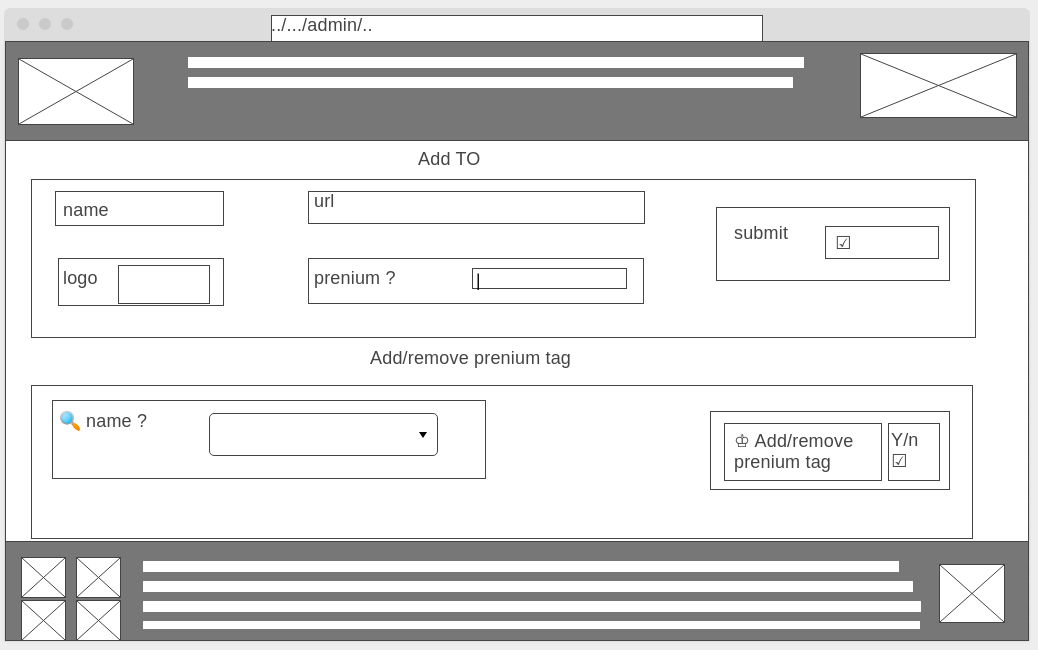 ../.../admin/..
Add TO
name
url
submit
☑
logo
prenium ?
Add/remove prenium tag
🔍 name ?
♔ Add/remove
prenium tag
Y/n
☑